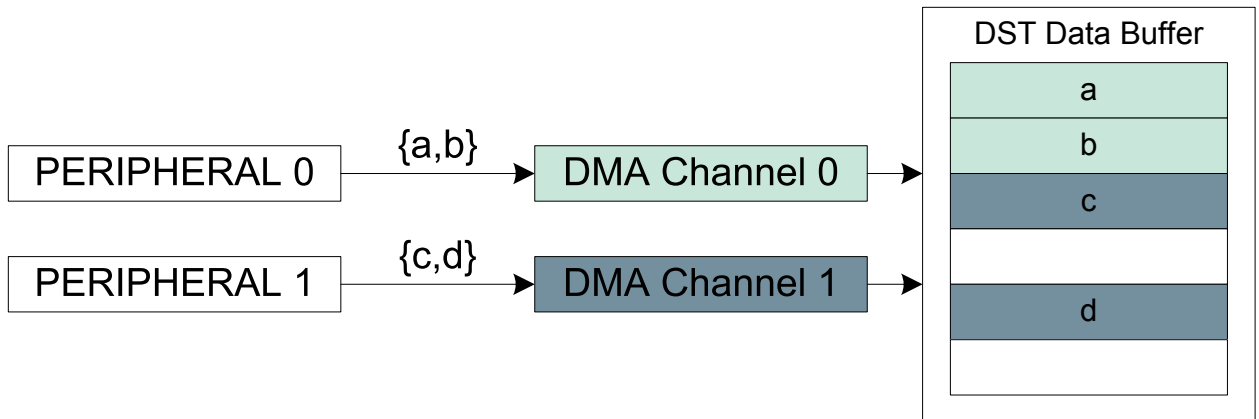 DST Data Buffer
a
b
c
d
PERIPHERAL 0
{a,b}
DMA Channel 0
PERIPHERAL 1
{c,d}
DMA Channel 1